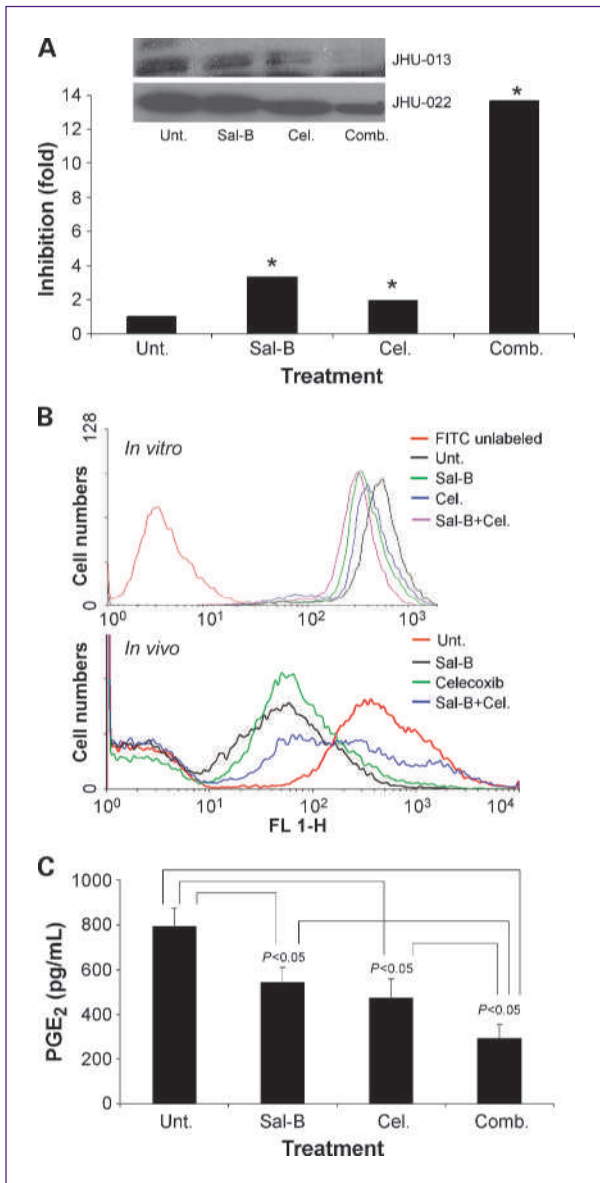 A
JHU-013
JHU-022
Unt. Sal-B Cel. Comb.
Inhibition (fold)
14
12
10
8
6
4
2
0
* * *
Unt. Sal-B Cel. Comb.
Treatment
B
In vitro
Cell numbers
128
0
FITC unlabeled
Unt.
Sal-B
Cel.
Sal-B+Cel.
10⁰ 10¹ 10² 10³
In vivo
Cell numbers
0
Unt.
Sal-B
Celecoxib
Sal-B+Cel.
10⁰ 10¹ 10² 10³ 10⁴
FL 1-H
C
PGE₂ (pg/mL)
1000
800
600
400
200
0
P<0.05 P<0.05 P<0.05
Unt. Sal-B Cel. Comb.
Treatment